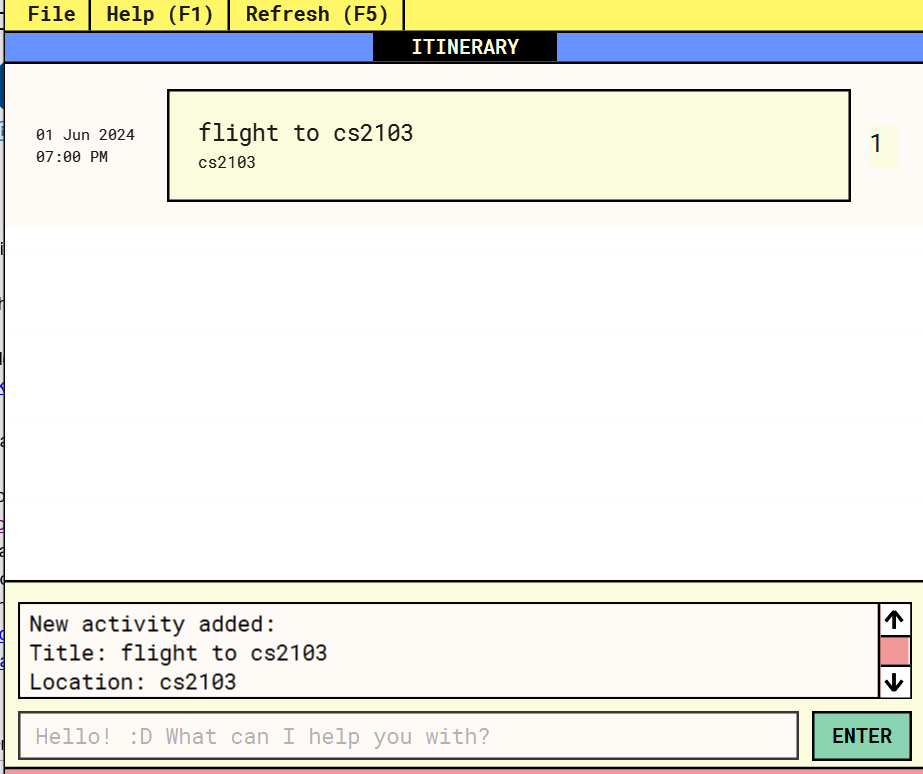 File Help (F1) Refresh (F5)
ITINERARY
01 Jun 2024
07:00 PM
flight to cs2103
cs2103
1
New activity added:
Title: flight to cs2103
Location: cs2103
Hello! :D What can I help you with?
ENTER